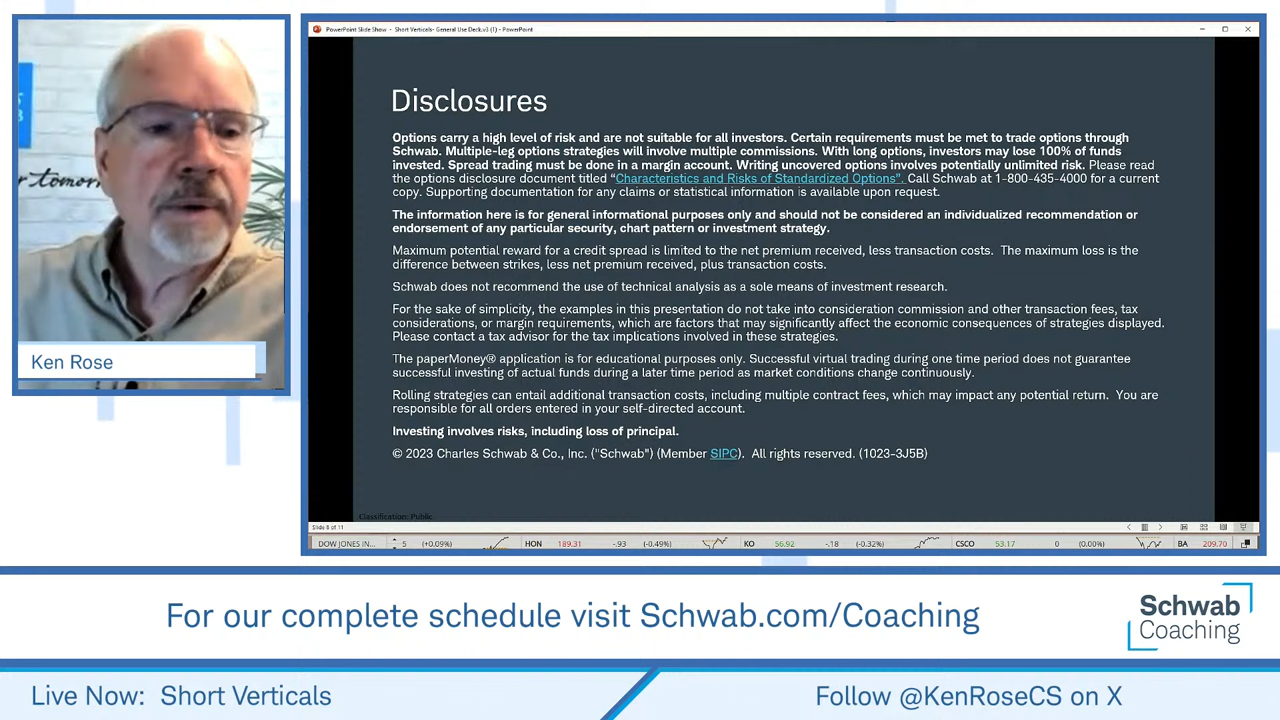 PowerPoint Slide Show - Short Verticals- General Use Deck.v3 (1) - PowerPoint
Disclosures
Options carry a high level of risk and are not suitable for all investors. Certain requirements must be met to trade options through
Schwab. Multiple-leg options strategies will involve multiple commissions. With long options, investors may lose 100% of funds
invested. Spread trading must be done in a margin account. Writing uncovered options involves potentially unlimited risk. Please read
the options disclosure document titled “Characteristics and Risks of Standardized Options”. Call Schwab at 1-800-435-4000 for a current
copy. Supporting documentation for any claims or statistical information is available upon request.
The information here is for general informational purposes only and should not be considered an individualized recommendation or
endorsement of any particular security, chart pattern or investment strategy.
Maximum potential reward for a credit spread is limited to the net premium received, less transaction costs. The maximum loss is the
difference between strikes, less net premium received, plus transaction costs.
Schwab does not recommend the use of technical analysis as a sole means of investment research.
For the sake of simplicity, the examples in this presentation do not take into consideration commission and other transaction fees, tax
considerations, or margin requirements, which are factors that may significantly affect the economic consequences of strategies displayed.
Please contact a tax advisor for the tax implications involved in these strategies.
The paperMoney® application is for educational purposes only. Successful virtual trading during one time period does not guarantee
successful investing of actual funds during a later time period as market conditions change continuously.
Rolling strategies can entail additional transaction costs, including multiple contract fees, which may impact any potential return. You are
responsible for all orders entered in your self-directed account.
Investing involves risks, including loss of principal.
© 2023 Charles Schwab & Co., Inc. ("Schwab") (Member SIPC). All rights reserved. (1023-3J5B)
Classification: Public
Slide 8 of 11
DOW JONES IN... 5 (+0.09%) HON 189.31 -.93 (-0.49%) KO 56.92 -.18 (-0.32%) CSCO 53.17 0 (0.00%) BA 209.70
Ken Rose
For our complete schedule visit Schwab.com/Coaching
Schwab
Coaching
Live Now: Short Verticals
Follow @KenRoseCS on X